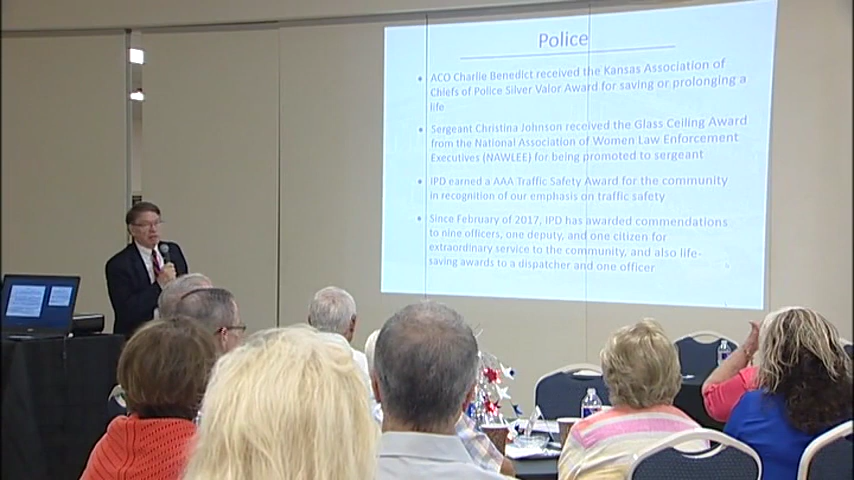 Police
• ACO Charlie Benedict received the Kansas Association of
Chiefs of Police Silver Valor Award for saving or prolonging a
life
• Sergeant Christina Johnson received the Glass Ceiling Award
from the National Association of Women Law Enforcement
Executives (NAWLEE) for being promoted to sergeant
• IPD earned a AAA Traffic Safety Award for the community
in recognition of our emphasis on traffic safety
• Since February of 2017, IPD has awarded commendations
to nine officers, one deputy, and one citizen for
extraordinary service to the community, and also life-
saving awards to a dispatcher and one officer